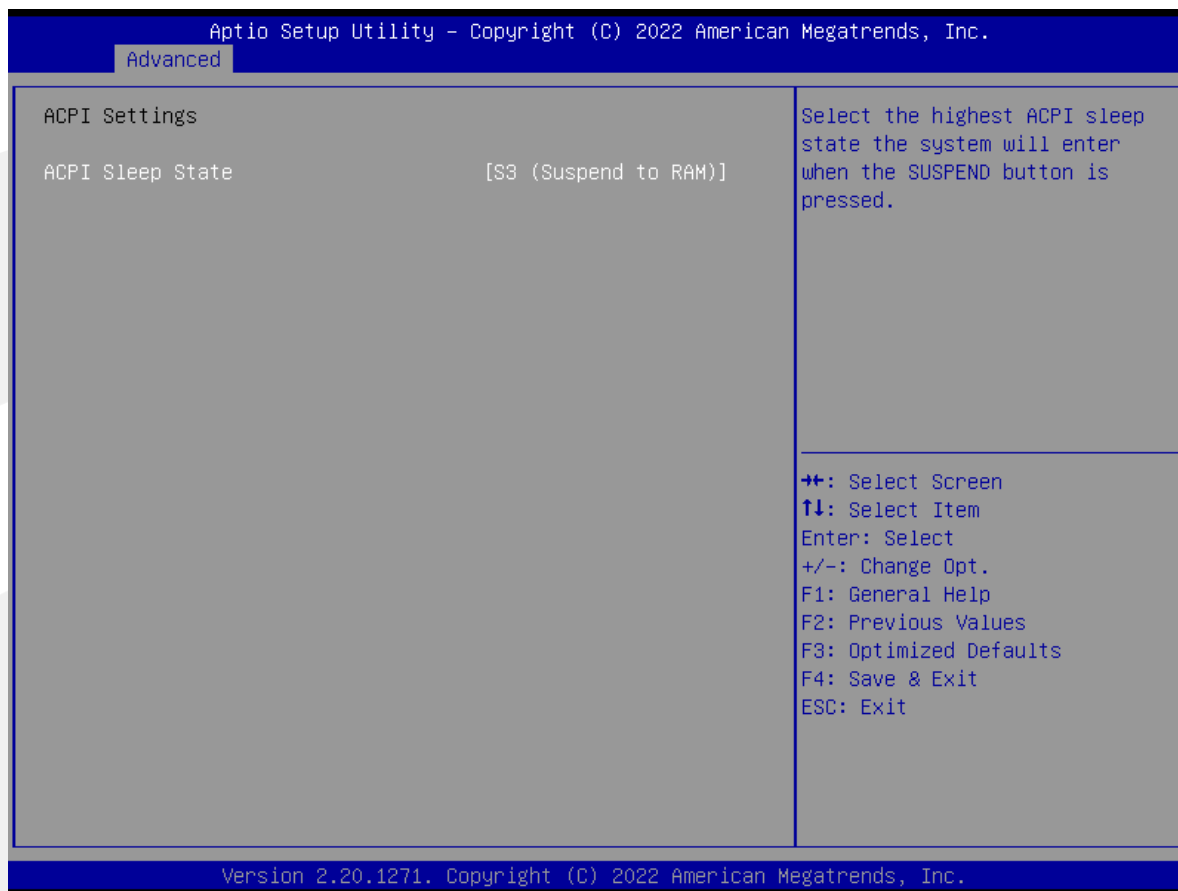 Aptio Setup Utility – Copyright (C) 2022 American Megatrends, Inc.
Advanced
ACPI Settings
ACPI Sleep State [S3 (Suspend to RAM)]
Select the highest ACPI sleep
state the system will enter
when the SUSPEND button is
pressed.
→←: Select Screen
↑↓: Select Item
Enter: Select
+/-: Change Opt.
F1: General Help
F2: Previous Values
F3: Optimized Defaults
F4: Save & Exit
ESC: Exit
Version 2.20.1271. Copyright (C) 2022 American Megatrends, Inc.